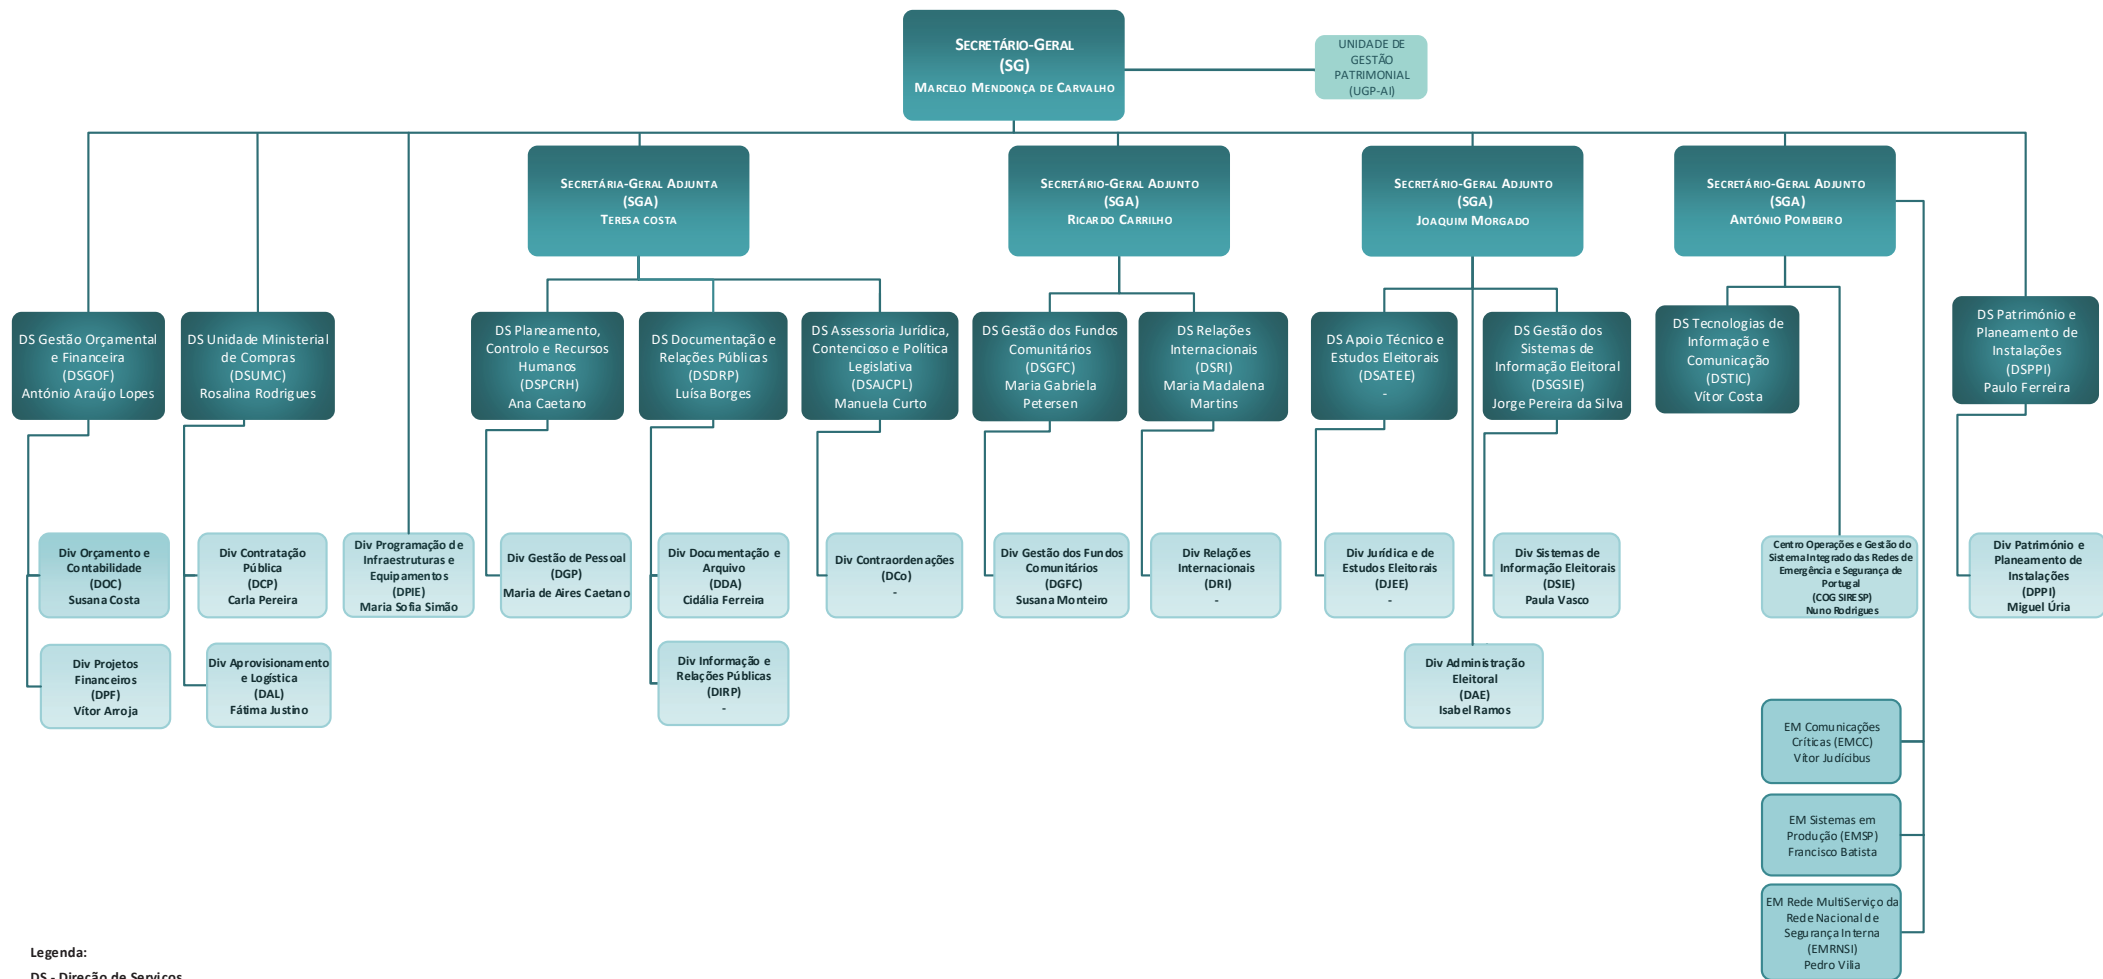 SECRETÁRIO-GERAL
(SG)
MARCELO MENDONÇA DE CARVALHO
UNIDADE DE
GESTÃO
PATRIMONIAL
(UGP-AI)
SECRETÁRIA-GERAL ADJUNTA
(SGA)
TERESA COSTA
SECRETÁRIO-GERAL ADJUNTO
(SGA)
RICARDO CARRILHO
SECRETÁRIO-GERAL ADJUNTO
(SGA)
JOAQUIM MORGADO
SECRETÁRIO-GERAL ADJUNTO
(SGA)
ANTÓNIO POMBEIRO
DS Gestão Orçamental
e Financeira
(DSGOF)
António Araújo Lopes
DS Unidade Ministerial
de Compras
(DSUMC)
Rosalina Rodrigues
DS Planeamento,
Controlo e Recursos
Humanos
(DSPCRH)
Ana Caetano
DS Documentação e
Relações Públicas
(DSDRP)
Luísa Borges
DS Assessoria Jurídica,
Contencioso e Política
Legislativa
(DSAJCPL)
Manuela Curto
DS Gestão dos Fundos
Comunitários
(DSGFC)
Maria Gabriela
Petersen
DS Relações
Internacionais
(DSRI)
Maria Madalena
Martins
DS Apoio Técnico e
Estudos Eleitorais
(DSATEE)
-
DS Gestão dos
Sistemas de
Informação Eleitoral
(DSGSIE)
Jorge Pereira da Silva
DS Tecnologias de
Informação e
Comunicação
(DSTIC)
Vítor Costa
DS Património e
Planeamento de
Instalações
(DSPPI)
Paulo Ferreira
Div Orçamento e
Contabilidade
(DOC)
Susana Costa
Div Contratação
Pública
(DCP)
Carla Pereira
Div Programação de
Infraestruturas e
Equipamentos
(DPIE)
Maria Sofia Simão
Div Gestão de Pessoal
(DGP)
Maria de Aires Caetano
Div Documentação e
Arquivo
(DDA)
Cidália Ferreira
Div Contraordenações
(DCo)
-
Div Gestão dos Fundos
Comunitários
(DGFC)
Susana Monteiro
Div Relações
Internacionais
(DRI)
-
Div Jurídica e de
Estudos Eleitorais
(DJEE)
-
Div Sistemas de
Informação Eleitorais
(DSIE)
Paula Vasco
Centro Operações e Gestão do
Sistema Integrado das Redes de
Emergência e Segurança de
Portugal
(COG SIRESP)
Nuno Rodrigues
Div Património e
Planeamento de
Instalações
(DPPI)
Miguel Úria
Div Projetos
Financeiros
(DPF)
Vítor Arroja
Div Aprovisionamento
e Logística
(DAL)
Fátima Justino
Div Informação e
Relações Públicas
(DIRP)
-
Div Administração
Eleitoral
(DAE)
Isabel Ramos
EM Comunicações
Críticas (EMCC)
Vítor Judícibus
EM Sistemas em
Produção (EMSP)
Francisco Batista
EM Rede MultiServiço da
Rede Nacional de
Segurança Interna
(EMRNSI)
Pedro Vilia
Legenda:
DS - Direção de Serviços